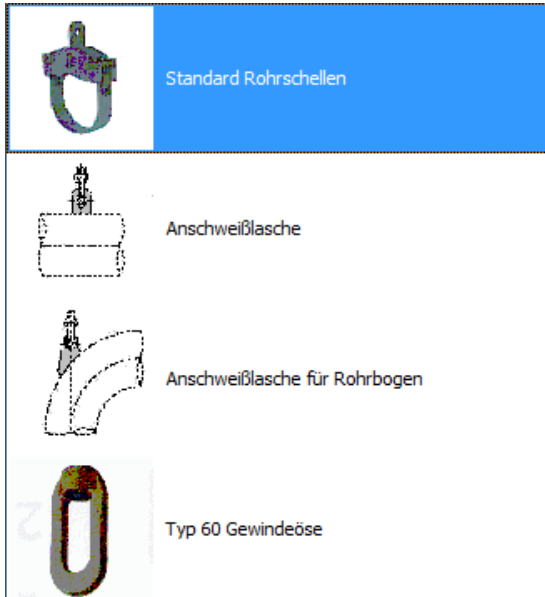 Standard Rohrschellen
Anschweißlasche
Anschweißlasche für Rohrbogen
Typ 60 Gewindeöse